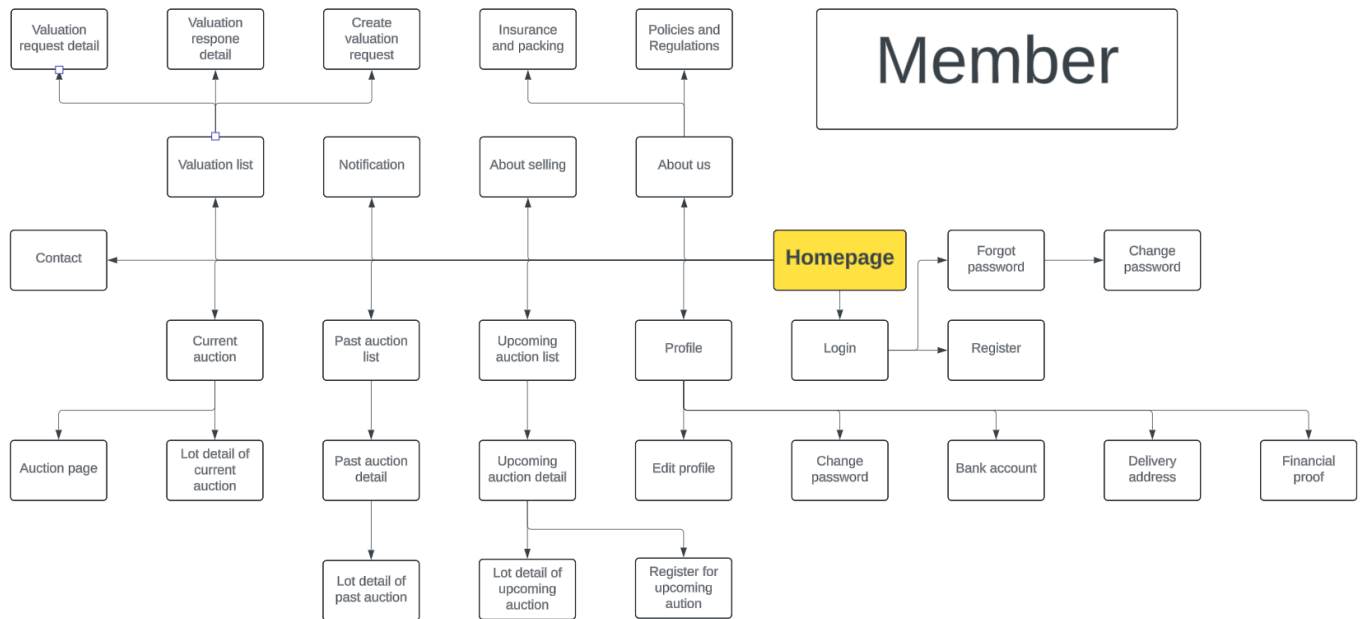 Valuation
request detail
Valuation
respone
detail
Create
valuation
request
Insurance
and packing
Policies and
Regulations
Member
Valuation list
Notification
About selling
About us
Contact
Homepage
Forgot
password
Change
password
Current
auction
Past auction
list
Upcoming
auction list
Profile
Login
Register
Auction page
Lot detail of
current
auction
Past auction
detail
Upcoming
auction detail
Edit profile
Change
password
Bank account
Delivery
address
Financial
proof
Lot detail of
past auction
Lot detail of
upcoming
auction
Register for
upcoming
aution